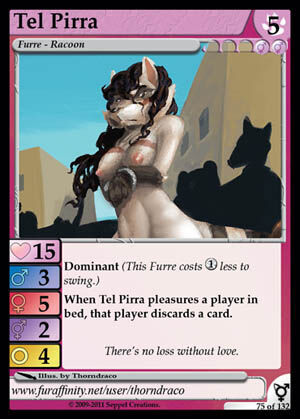 Tel Pirra
5
Furre - Racoon
15
3
5
2
4
Dominant (This Furre costs 1 less to
swing.)
When Tel Pirra pleasures a player in
bed, that player discards a card.
There's no loss without love.
Illus. by Thorndraco
www.furaffinity.net/user/thorndraco
© 2009-2011 Seppel Creations.
75 of 132